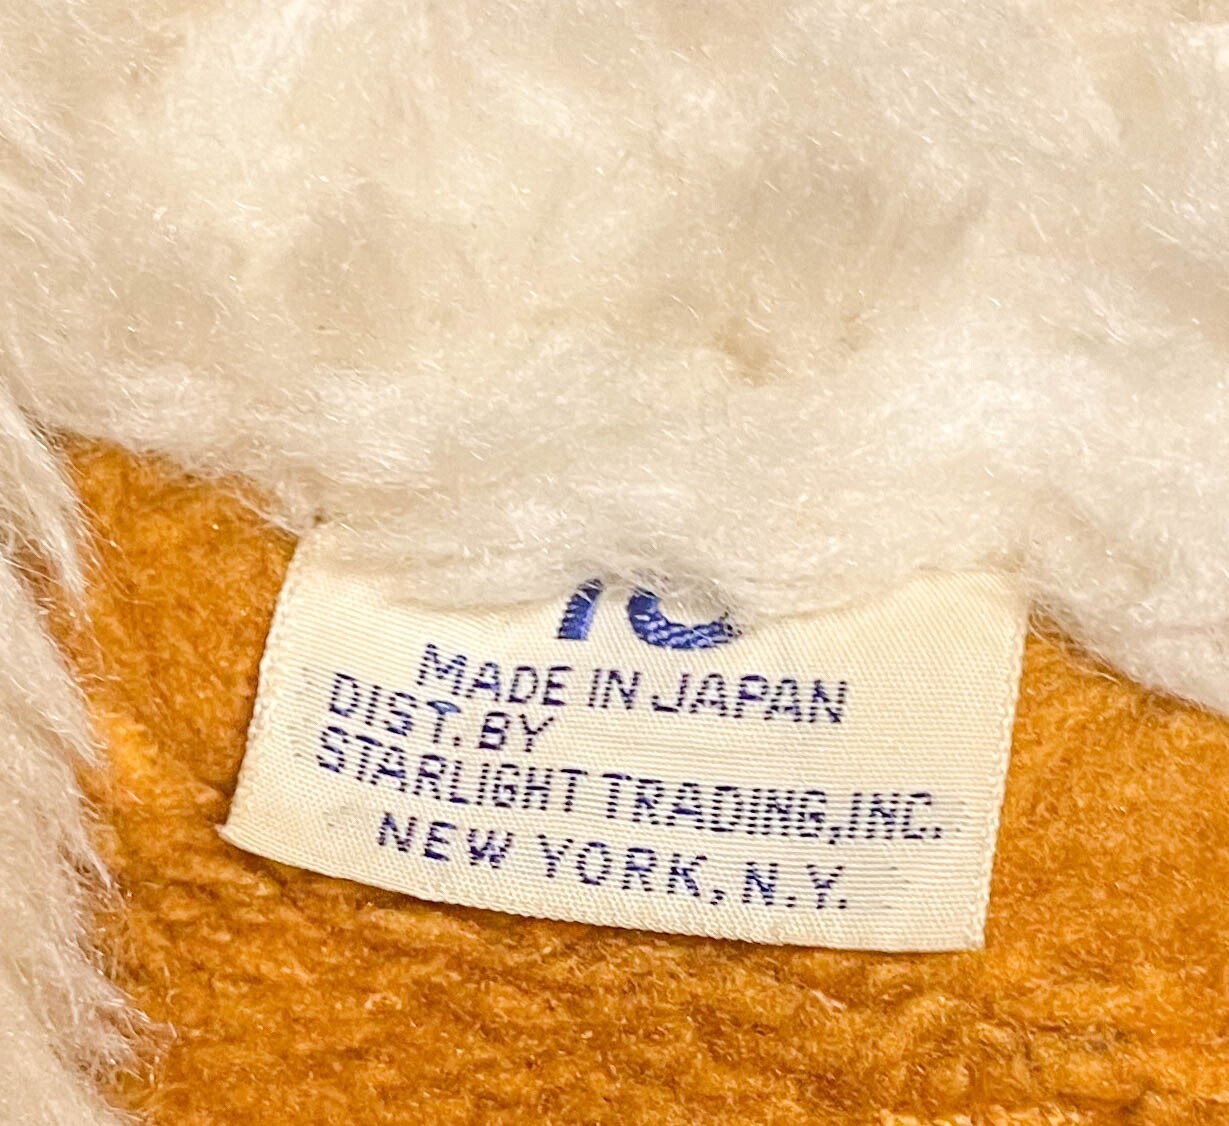 MADE IN JAPAN
DIST. BY
STARLIGHT TRADING,INC.
NEW YORK, N.Y.